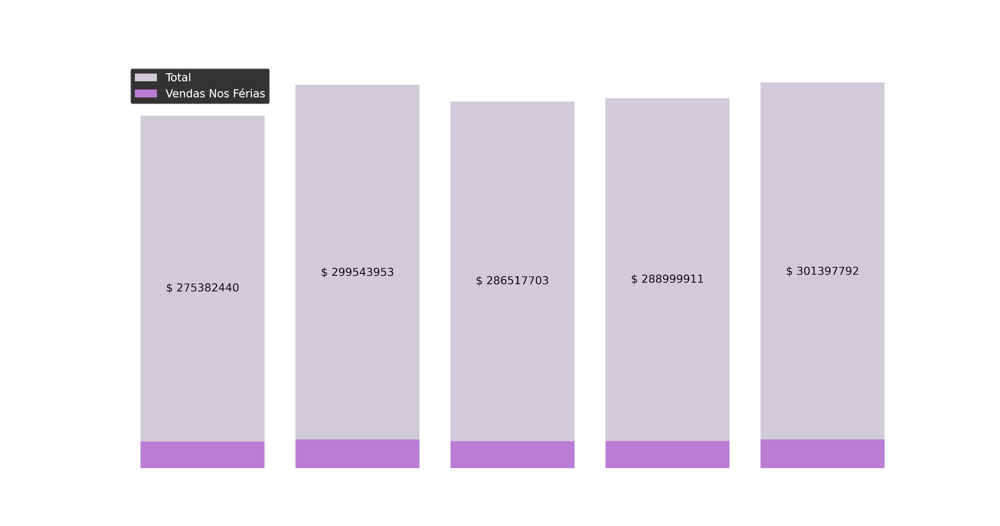 Total
Vendas Nos Férias
$ 275382440
$ 299543953
$ 286517703
$ 288999911
$ 301397792